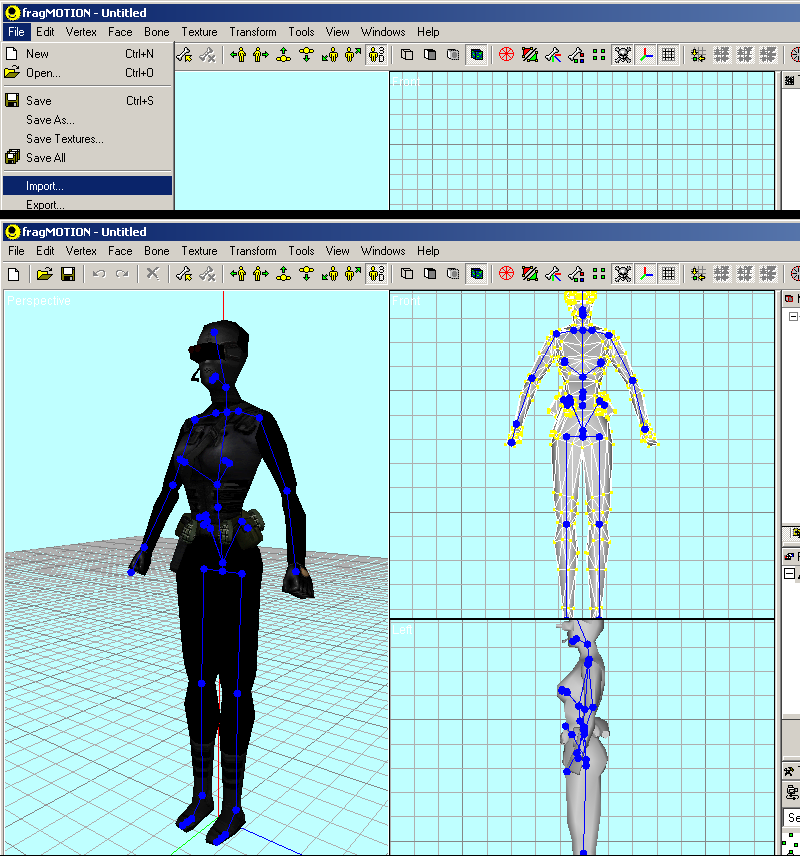 fragMOTION - Untitled
File Edit Vertex Face Bone Texture Transform Tools View Windows Help
New Ctrl+N
Open... Ctrl+O
Save Ctrl+S
Save As...
Save Textures...
Save All
Import...
Export...
Front
fragMOTION - Untitled
File Edit Vertex Face Bone Texture Transform Tools View Windows Help
Perspective
Front
Left
Se